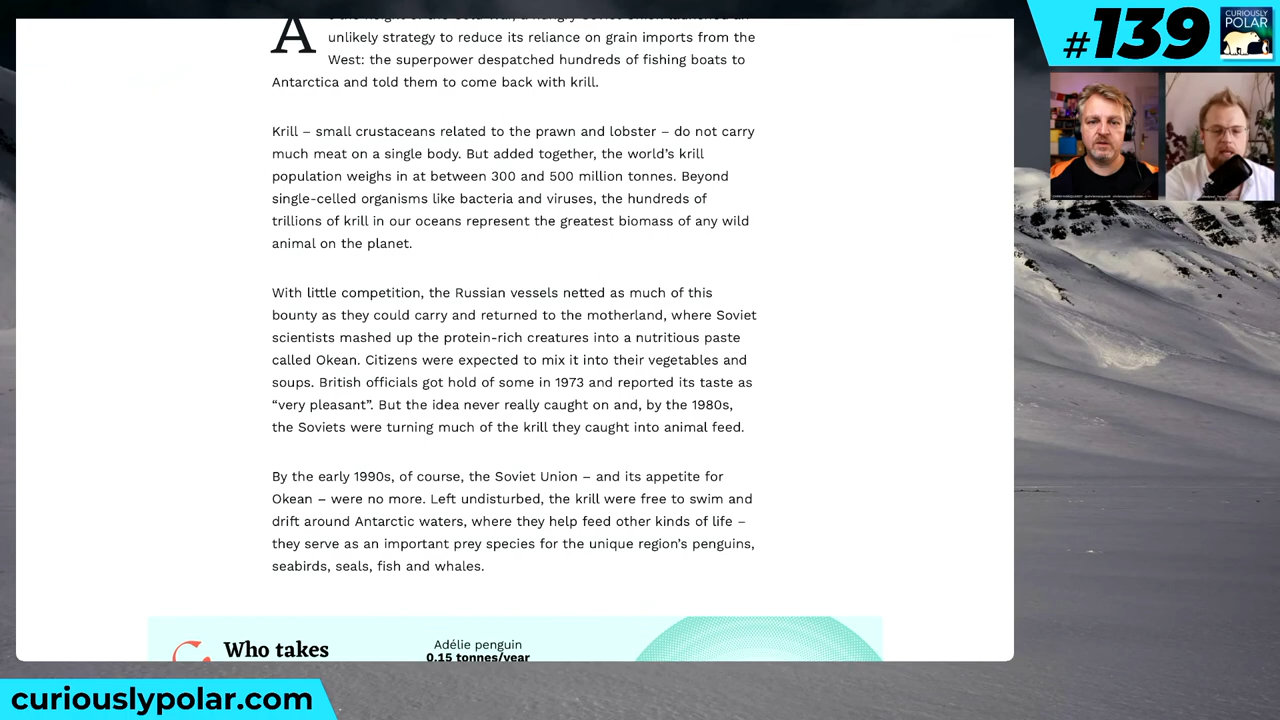 At the height of the Cold War, a hungry Soviet Union launched an
unlikely strategy to reduce its reliance on grain imports from the
West: the superpower despatched hundreds of fishing boats to
Antarctica and told them to come back with krill.
Krill – small crustaceans related to the prawn and lobster – do not carry
much meat on a single body. But added together, the world’s krill
population weighs in at between 300 and 500 million tonnes. Beyond
single-celled organisms like bacteria and viruses, the hundreds of
trillions of krill in our oceans represent the greatest biomass of any wild
animal on the planet.
With little competition, the Russian vessels netted as much of this
bounty as they could carry and returned to the motherland, where Soviet
scientists mashed up the protein-rich creatures into a nutritious paste
called Okean. Citizens were expected to mix it into their vegetables and
soups. British officials got hold of some in 1973 and reported its taste as
“very pleasant”. But the idea never really caught on and, by the 1980s,
the Soviets were turning much of the krill they caught into animal feed.
By the early 1990s, of course, the Soviet Union – and its appetite for
Okean – were no more. Left undisturbed, the krill were free to swim and
drift around Antarctic waters, where they help feed other kinds of life –
they serve as an important prey species for the unique region’s penguins,
seabirds, seals, fish and whales.
Who takes
Adélie penguin
0.15 tonnes/year
#139
CURIOUSLY
POLAR
curiouslypolar.com